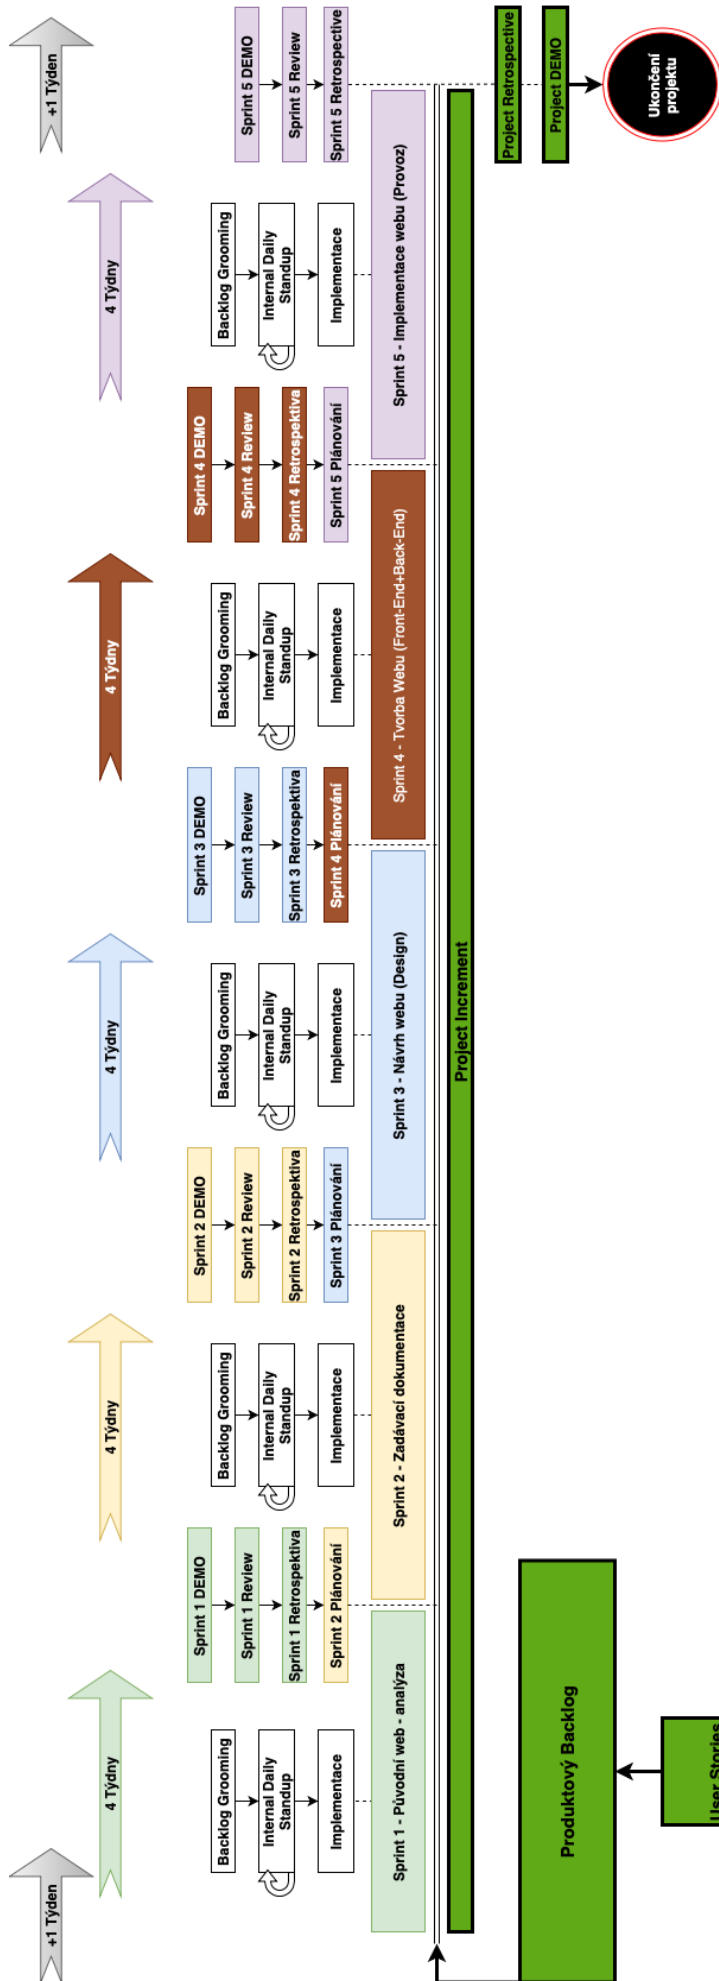 +1 Týden
4 Týdny
4 Týdny
4 Týdny
4 Týdny
4 Týdny
+1 Týden
Backlog Grooming
Internal Daily
Standup
Implementace
Sprint 1 DEMO
Sprint 1 Review
Sprint 1 Retrospektiva
Sprint 2 Plánování
Backlog Grooming
Internal Daily
Standup
Implementace
Sprint 2 DEMO
Sprint 2 Review
Sprint 2 Retrospektiva
Sprint 3 Plánování
Backlog Grooming
Internal Daily
Standup
Implementace
Sprint 3 DEMO
Sprint 3 Review
Sprint 3 Retrospektiva
Sprint 4 Plánování
Backlog Grooming
Internal Daily
Standup
Implementace
Sprint 4 DEMO
Sprint 4 Review
Sprint 4 Retrospektiva
Sprint 5 Plánování
Backlog Grooming
Internal Daily
Standup
Implementace
Sprint 5 DEMO
Sprint 5 Review
Sprint 5 Retrospective
Sprint 1 - Původní web - analýza
Sprint 2 - Zadávací dokumentace
Sprint 3 - Návrh webu (Design)
Sprint 4 - Tvorba Webu (Front-End+Back-End)
Sprint 5 - Implementace webu (Provoz)
Project Increment
Produktový Backlog
User Stories
Project Retrospective
Project DEMO
Ukončení
projektu